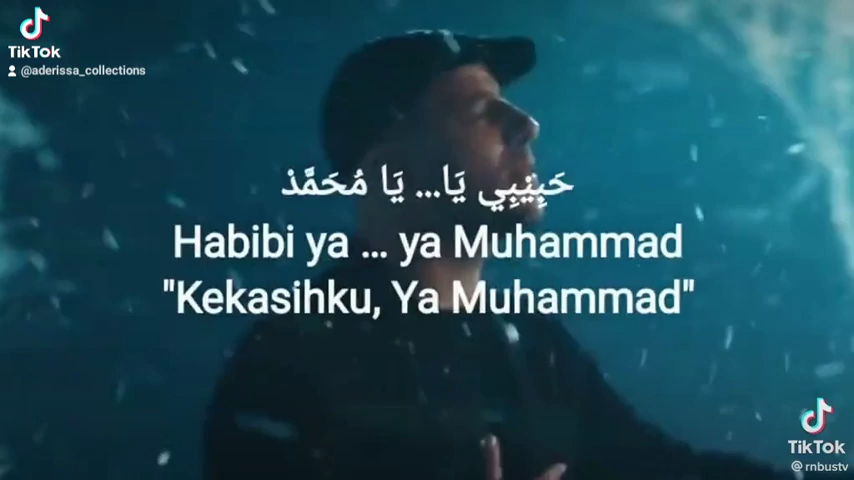 TikTok
@aderissa_collections
حَبِيْبِي يَا... يَا مُحَمَّدْ
Habibi ya ... ya Muhammad
"Kekasihku, Ya Muhammad"
TikTok
@rnbustv